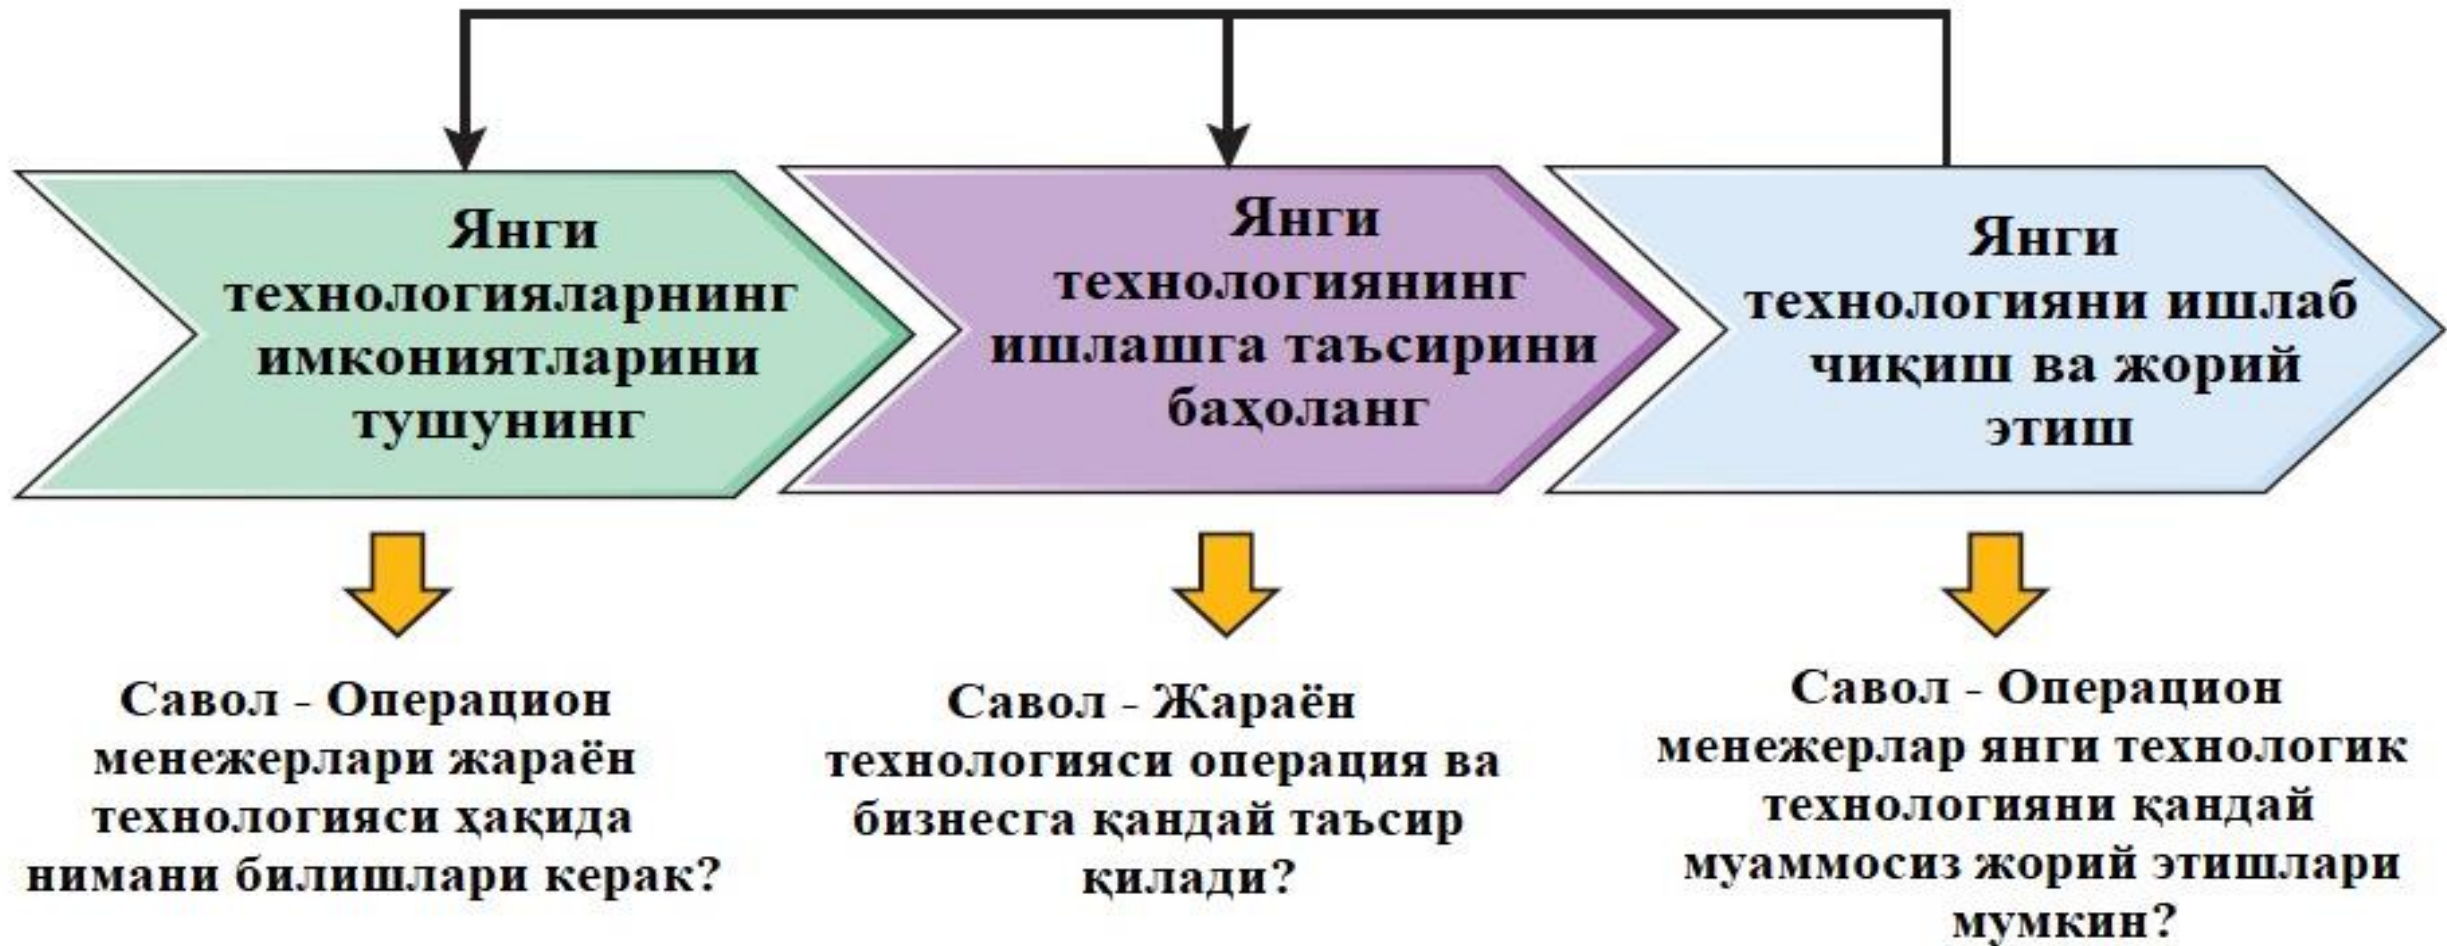 Янги
технологияларнинг
имкониятларини
тушунинг
Янги
технологиянинг
ишлашга таъсирини
баҳоланг
Янги
технологияни ишлаб
чиқиш ва жорий
этиш
Савол - Операцион
менежерлари жараён
технологияси ҳақида
нимани билишлари керак?
Савол - Жараён
технологияси операция ва
бизнесга қандай таъсир
қилади?
Савол - Операцион
менежерлар янги технологик
технологияни қандай
муаммосиз жорий этишлари
мумкин?